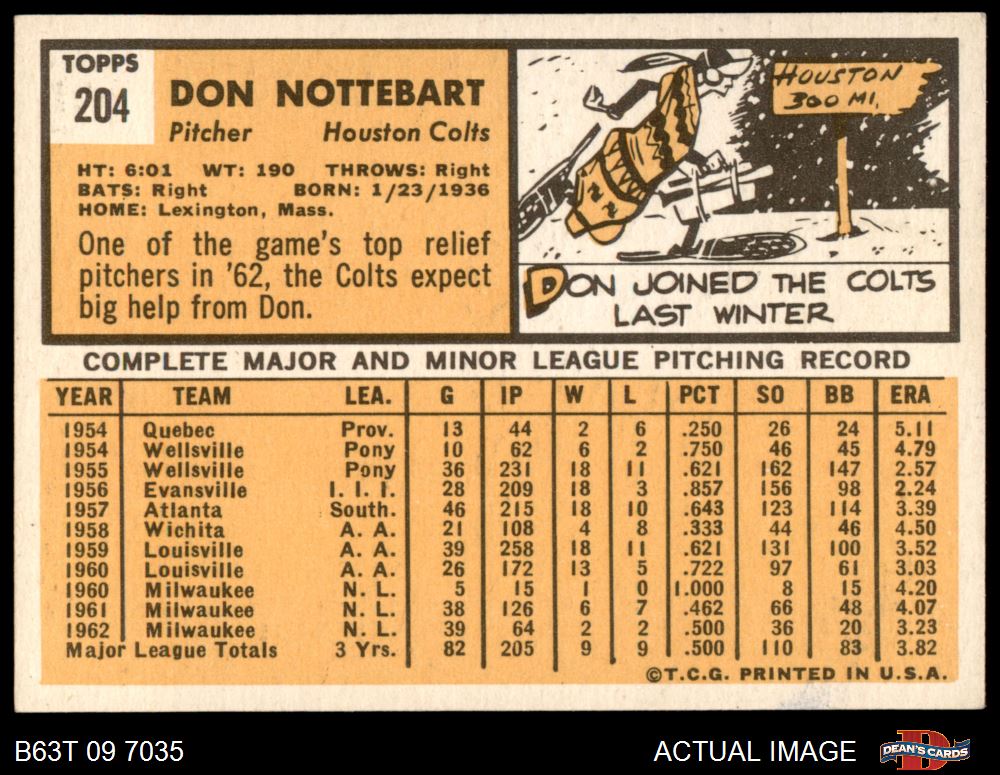 TOPPS
204
DON NOTTEBART
Pitcher Houston Colts
HT: 6:01 WT: 190 THROWS: Right
BATS: Right BORN: 1/23/1936
HOME: Lexington, Mass.
One of the game's top relief
pitchers in '62, the Colts expect
big help from Don.
HOUSTON
300 MI.
DON JOINED THE COLTS
LAST WINTER
COMPLETE MAJOR AND MINOR LEAGUE PITCHING RECORD
YEAR TEAM LEA. G IP W L PCT SO BB ERA
1954 Quebec Prov. 13 44 2 6 .250 26 24 5.11
1954 Wellsville Pony 10 62 6 2 .750 46 45 4.79
1955 Wellsville Pony 36 231 18 11 .621 162 147 2.57
1956 Evansville I. I. I. 28 209 18 3 .857 156 98 2.24
1957 Atlanta South. 46 215 18 10 .643 123 114 3.39
1958 Wichita A. A. 21 108 4 8 .333 44 46 4.50
1959 Louisville A. A. 39 258 18 11 .621 131 100 3.52
1960 Louisville A. A. 26 172 13 5 .722 97 61 3.03
1960 Milwaukee N. L. 5 15 1 0 1.000 8 15 4.20
1961 Milwaukee N. L. 38 126 6 7 .462 66 48 4.07
1962 Milwaukee N. L. 39 64 2 2 .500 36 20 3.23
Major League Totals 3 Yrs. 82 205 9 9 .500 110 83 3.82
©T.C.G. PRINTED IN U.S.A.
B63T 09 7035
ACTUAL IMAGE
DEAN'S CARDS